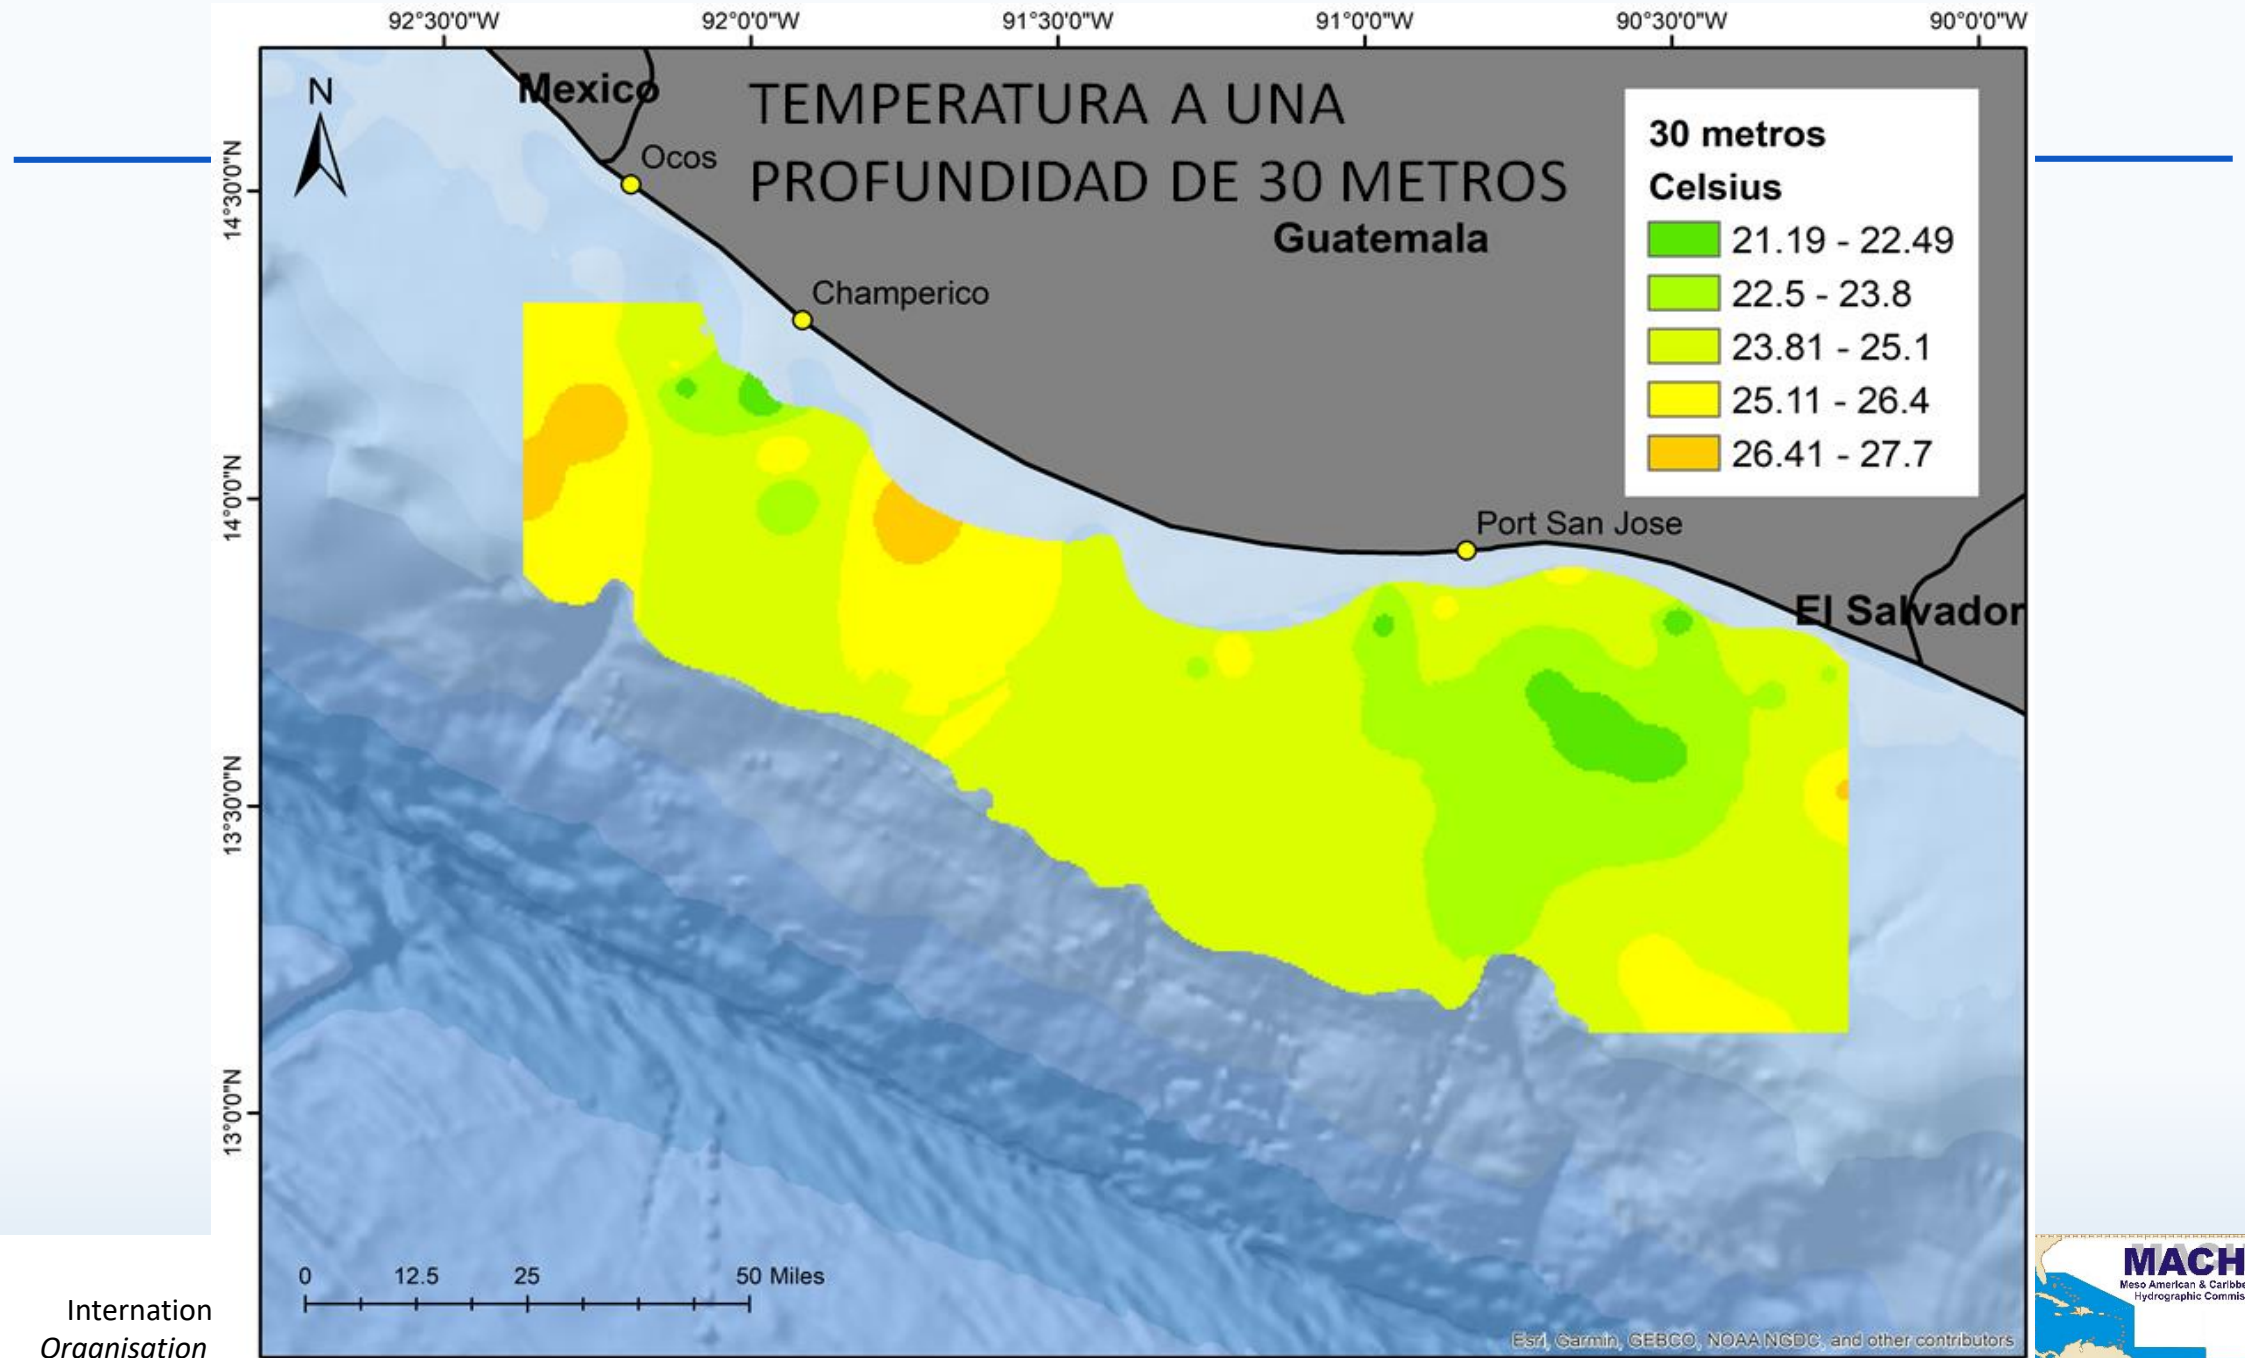 92°30'0"W 92°0'0"W 91°30'0"W 91°0'0"W 90°30'0"W 90°0'0"W
N
Mexico
TEMPERATURA A UNA
PROFUNDIDAD DE 30 METROS
Ocos
Champerico
Guatemala
30 metros
Celsius
21.19 - 22.49
22.5 - 23.8
23.81 - 25.1
25.11 - 26.4
26.41 - 27.7
Port San Jose
El Salvador
14°30'0"N
14°0'0"N
13°30'0"N
13°0'0"N
0 12.5 25 50 Miles
Esri, Garmin, GEBCO, NOAA NGDC, and other contributors
Internation
Organisation
MACH
Meso American & Caribbe
Hydrographic Commis